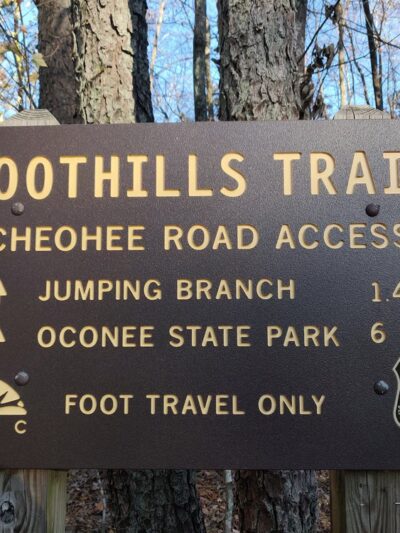 OOTHILLS TRAI
CHEOHEE ROAD ACCESS
JUMPING BRANCH 1.4
OCONEE STATE PARK 6
FOOT TRAVEL ONLY
C